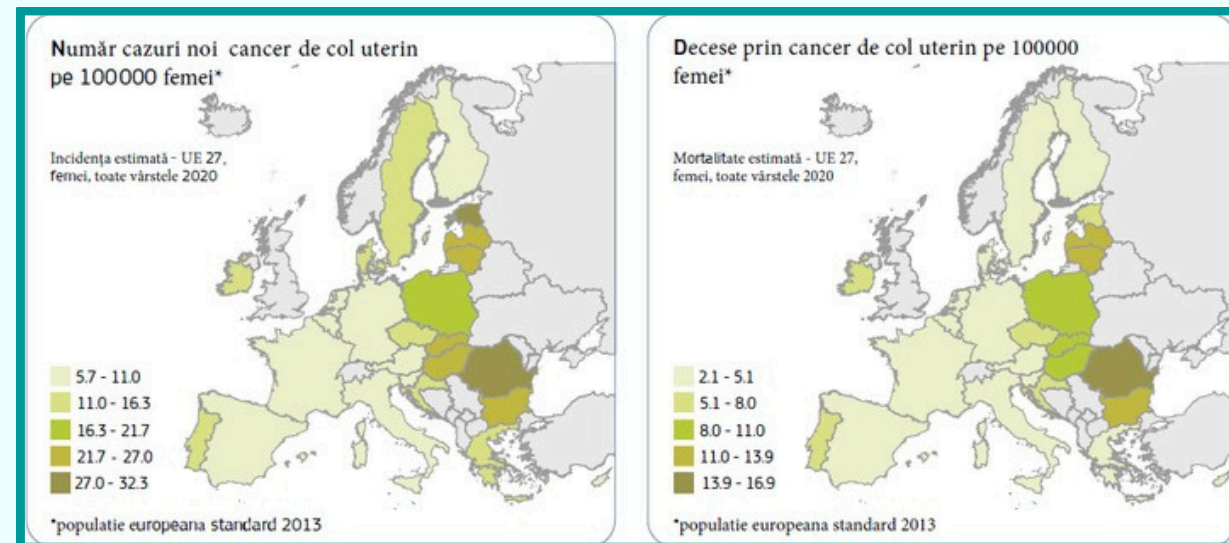 Număr cazuri noi cancer de col uterin
pe 100000 femei*
Incidența estimată - UE 27,
femei, toate vârstele 2020
5.7 - 11.0
11.0 - 16.3
16.3 - 21.7
21.7 - 27.0
27.0 - 32.3
*populatie europeana standard 2013
Decese prin cancer de col uterin pe 100000
femei*
Mortalitate estimată - UE 27,
femei, toate vârstele 2020
2.1 - 5.1
5.1 - 8.0
8.0 - 11.0
11.0 - 13.9
13.9 - 16.9
*populatie europeana standard 2013